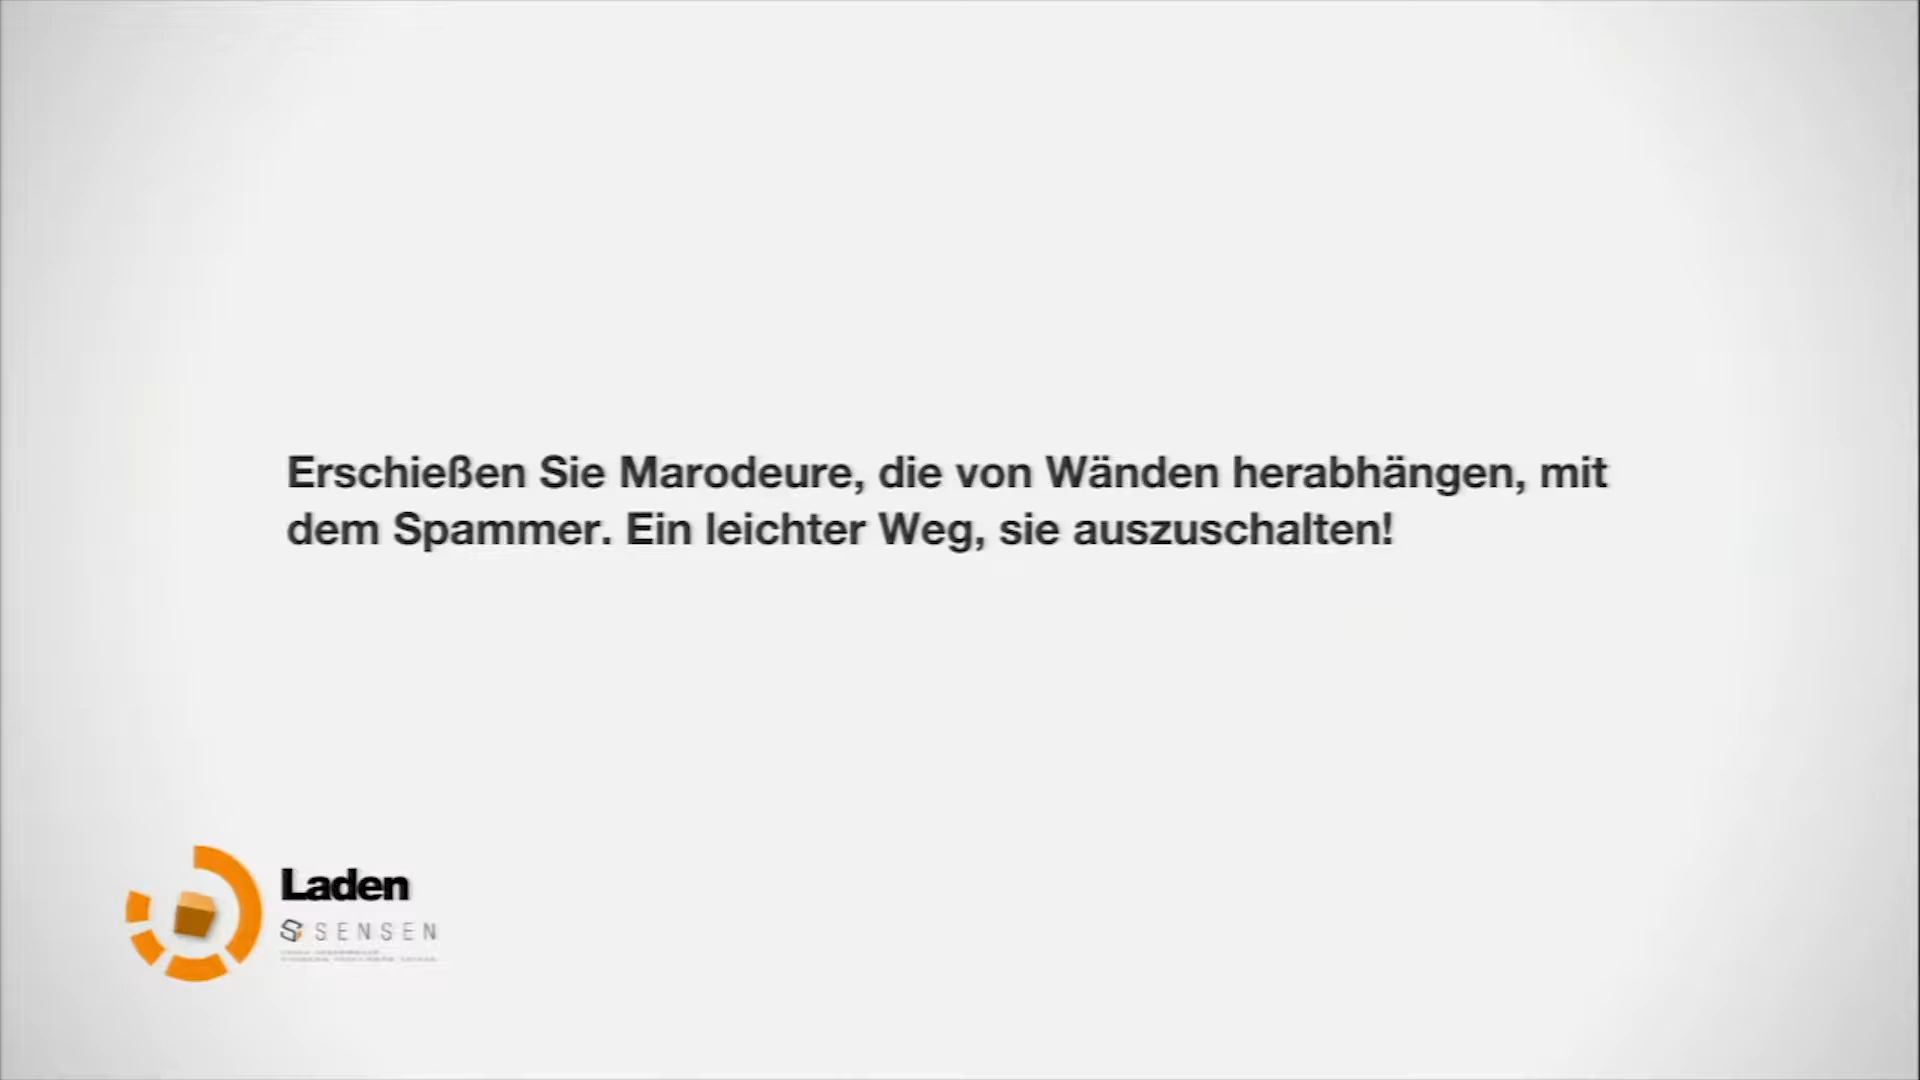 Erschießen Sie Marodeure, die von Wänden herabhängen, mit
dem Spammer. Ein leichter Weg, sie auszuschalten!
Laden
SENSEN